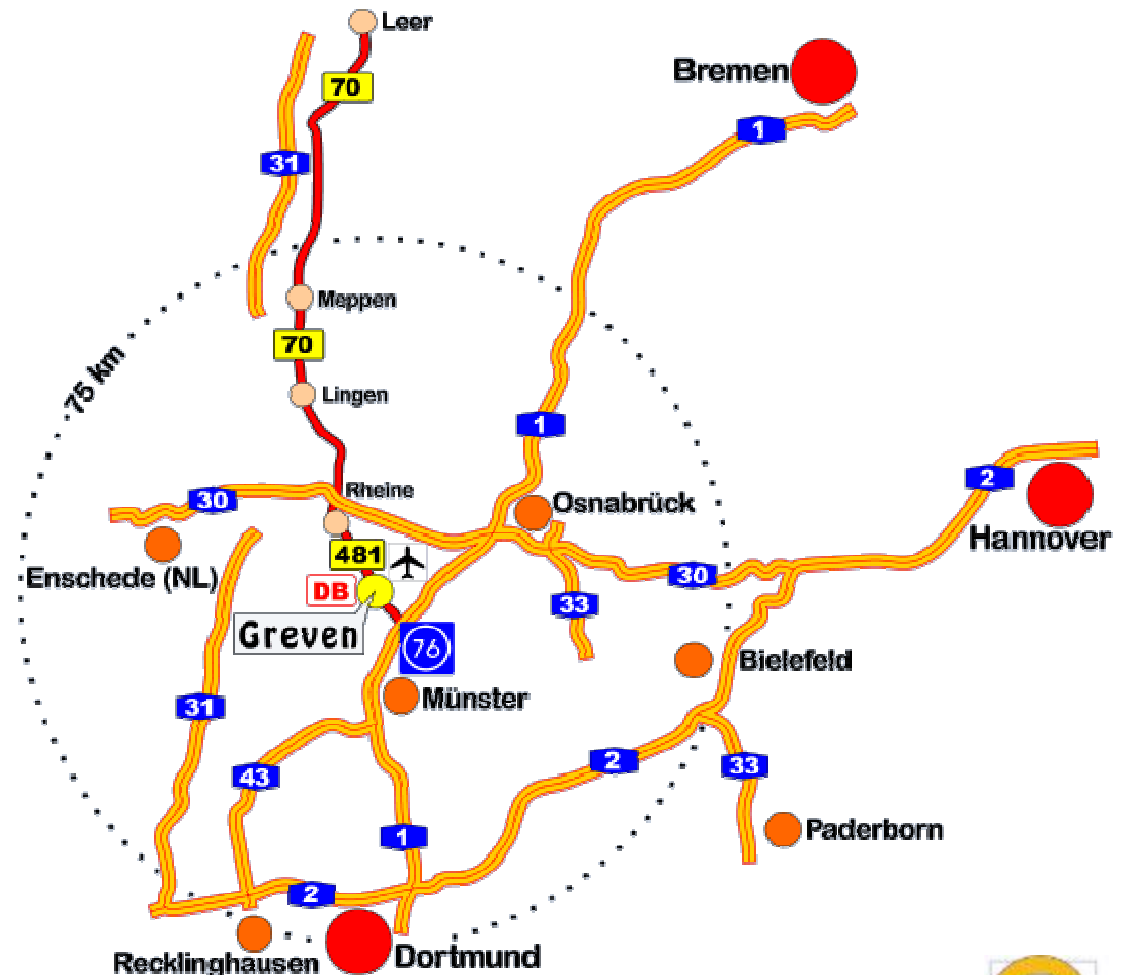 Leer
Bremen
70
1
31
Meppen
75 km
70
Lingen
1
2
Rheine
30
Osnabrück
Hannover
481
Enschede (NL)
30
DB
33
Greven
76
Bielefeld
Münster
31
2
33
43
Paderborn
1
2
Dortmund
Recklinghausen